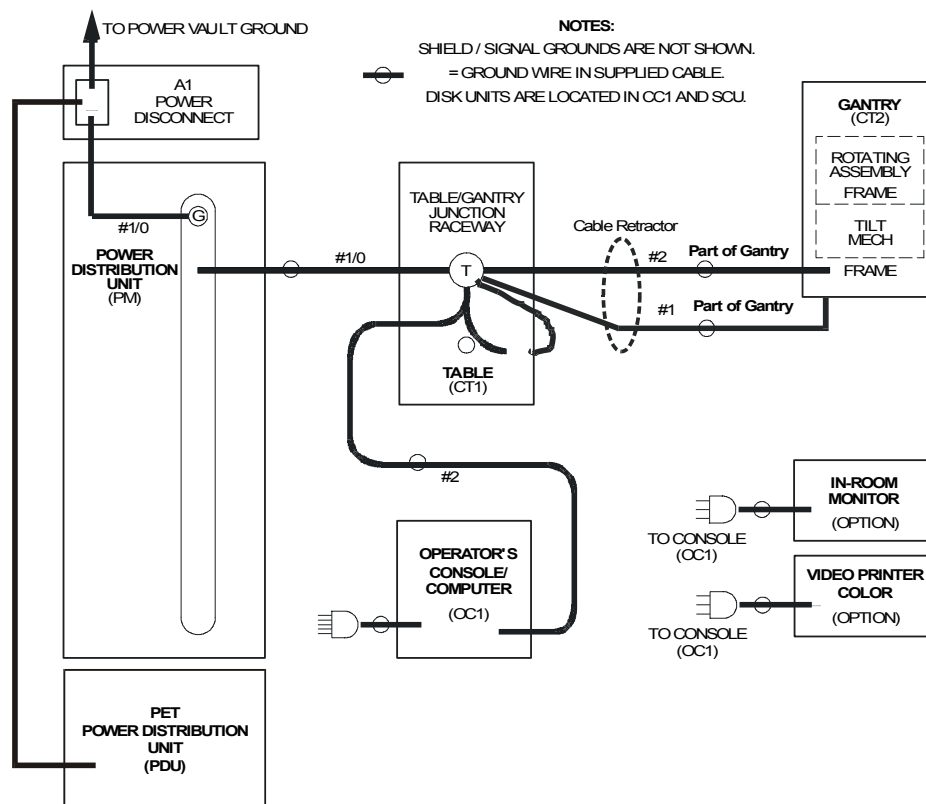 TO POWER VAULT GROUND
NOTES:
SHIELD / SIGNAL GROUNDS ARE NOT SHOWN.
= GROUND WIRE IN SUPPLIED CABLE.
DISK UNITS ARE LOCATED IN CC1 AND SCU.
A1
POWER
DISCONNECT
GANTRY
(CT2)
ROTATING
ASSEMBLY
FRAME
TILT
MECH
FRAME
TABLE/GANTRY
JUNCTION
RACEWAY
Cable Retractor
G
#1/0
POWER
DISTRIBUTION
UNIT
(PM)
#1/0
T
#2
Part of Gantry
#1
Part of Gantry
TABLE
(CT1)
#2
IN-ROOM
MONITOR
(OPTION)
TO CONSOLE
(OC1)
OPERATOR'S
CONSOLE/
COMPUTER
(OC1)
VIDEO PRINTER
COLOR
(OPTION)
TO CONSOLE
(OC1)
PET
POWER DISTRIBUTION
UNIT
(PDU)